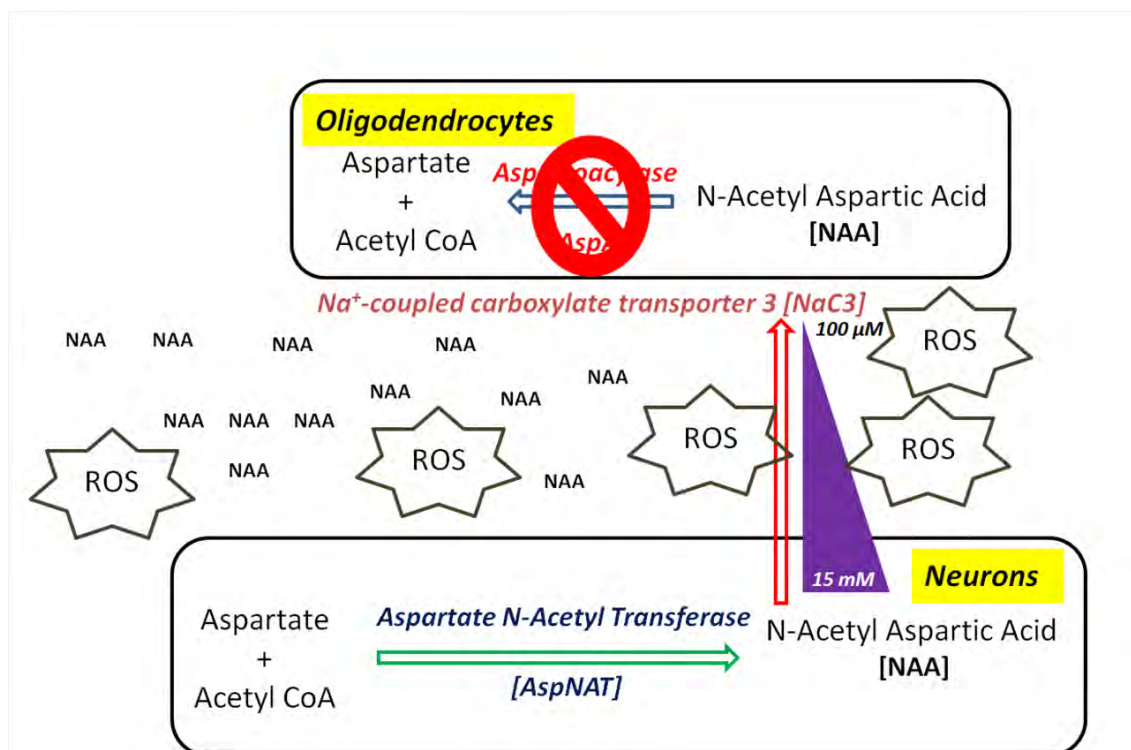 Oligodendrocytes
Aspartate
+
Acetyl CoA
N-Acetyl Aspartic Acid
[NAA]
Na⁺-coupled carboxylate transporter 3 [NaC3]
100 µM
ROS
NAA NAA NAA NAA
NAA NAA NAA
ROS
NAA NAA NAA
ROS
ROS
ROS
NAA
NAA
15 mM
Neurons
Aspartate
+
Acetyl CoA
Aspartate N-Acetyl Transferase
[AspNAT]
N-Acetyl Aspartic Acid
[NAA]